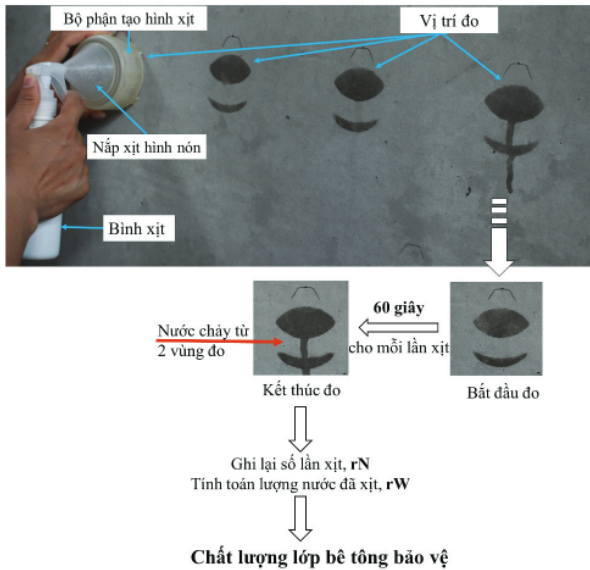 Bộ phận tạo hình xịt
Vị trí đo
Nắp xịt hình nón
Bình xịt
Nước chảy từ
2 vùng đo
60 giây
cho mỗi lần xịt
Kết thúc đo
Bắt đầu đo
Ghi lại số lần xịt, rN
Tính toán lượng nước đã xịt, rW
Chất lượng lớp bê tông bảo vệ